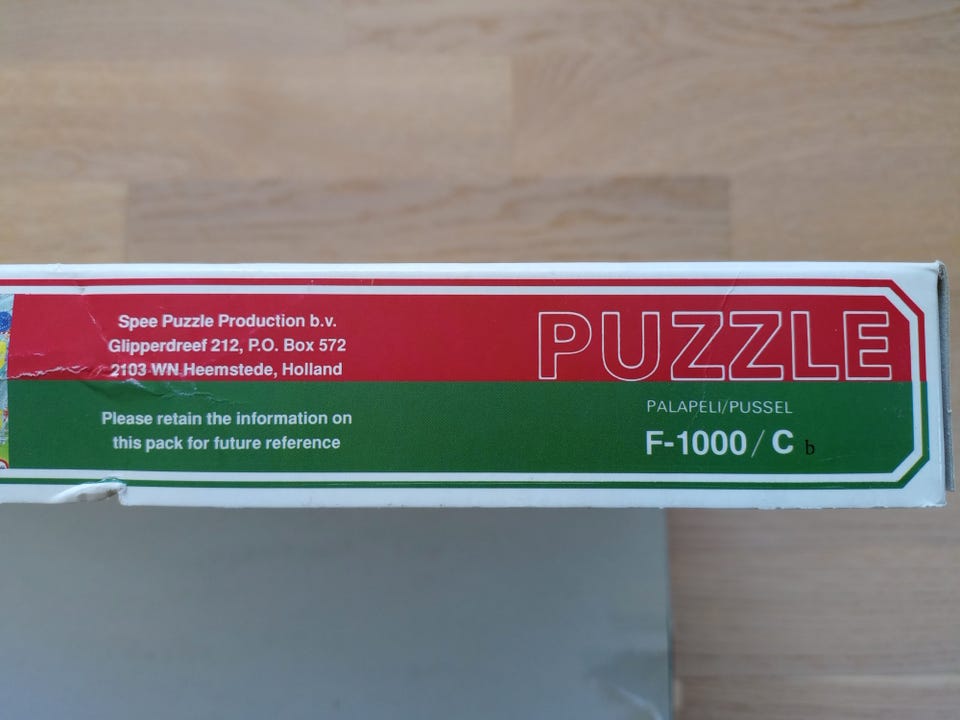 Spee Puzzle Production b.v.
Glipperdreef 212, P.O. Box 572
2103 WN Heemstede, Holland
Please retain the information on
this pack for future reference
PUZZLE
PALAPELI/PUSSEL
F-1000/C b